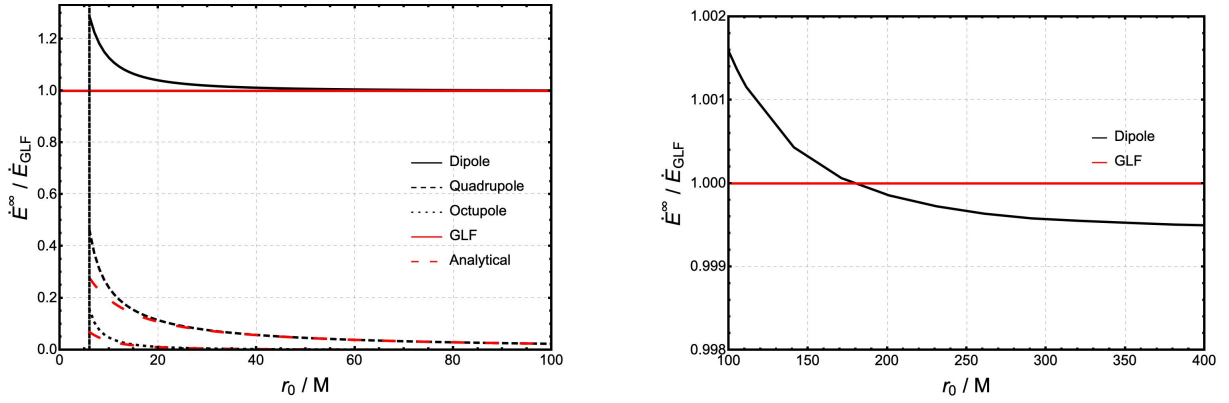 1.2
1.0
0.8
0.6
0.4
0.2
0.0
Ė∞ / ĖGLF
Dipole
Quadrupole
Octupole
GLF
Analytical
0 20 40 60 80 100
r0 / M
1.002
1.001
1.000
0.999
0.998
Ė∞ / ĖGLF
Dipole
GLF
100 150 200 250 300 350 400
r0 / M